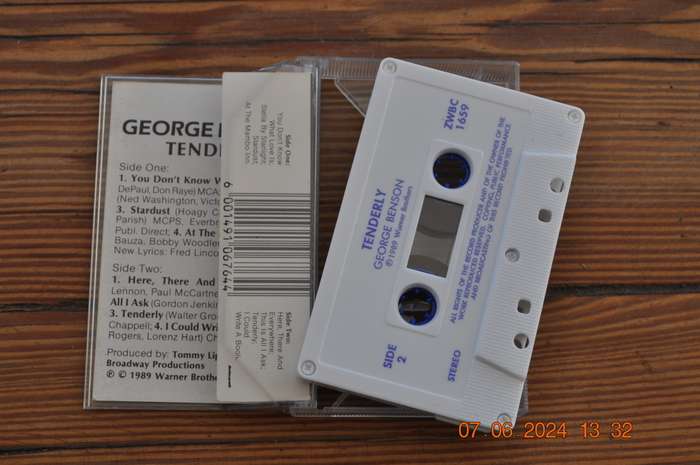 GEORGE
TENDERLY
Side One:
1. You Don't Know
DePaul, Don Raye) MCA
(Ned Washington, Victo
3. Stardust (Hoagy C
Parish) MCPS, Everbe
Publ. Direct; 4. At The
Bauza, Bobby Woodle
New Lyrics: Fred Linco
Side Two:
1. Here, There And
Lennon, Paul McCartne
All I Ask (Gordon Jenkin
3. Tenderly (Walter Gro
Chappell; 4. I Could Wri
Rogers, Lorenz Hart) Ch
Produced by: Tommy Lip
Broadway Productions
℗ © 1989 Warner Brothe
Side One:
You Don't Know
What Love Is;
Stella By Starlight;
Stardust;
At The Mambo Inn
6 001491 067644
Side Two:
Here, There And
Everywhere;
This Is All I Ask;
Tenderly;
I Could
Write A Book
TENDERLY
GEORGE BENSON
℗1989 Warner Brothers
SIDE
2
STEREO
ZWBC
1659
ALL RIGHTS OF THE RECORD PRODUCER AND OF THE OWNER OF THE
WORK REPRODUCED RESERVED. COPYING, PUBLIC PERFORMANCE
AND BROADCASTING OF THIS RECORD PROHIBITED.
07 06 2024 13 32